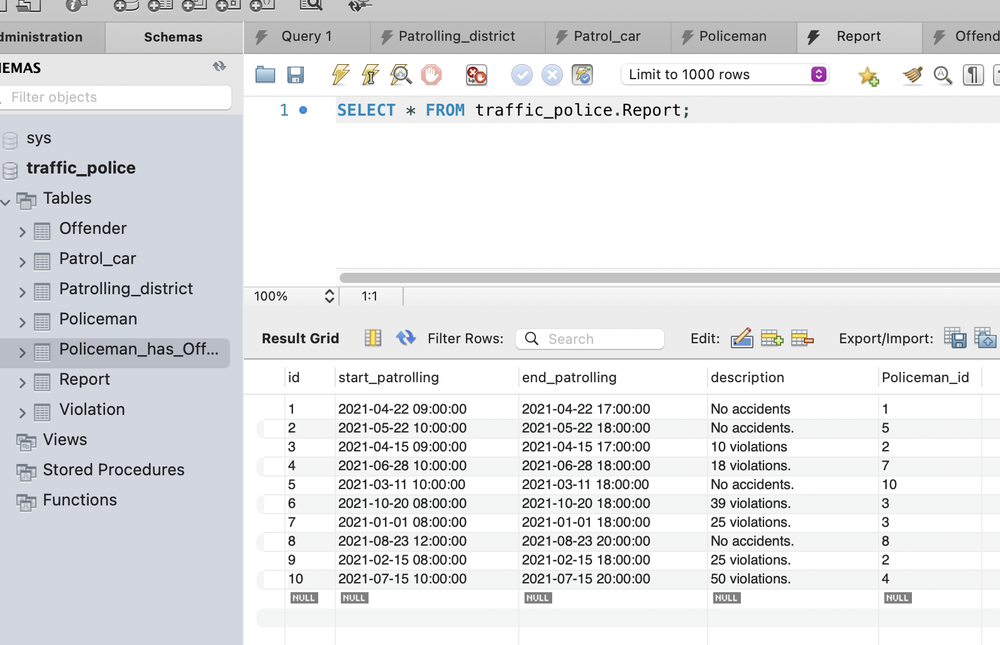 dministration Schemas
Query 1 Patrolling_district Patrol_car Policeman Report Offend
IEMAS
Filter objects
Limit to 1000 rows
1 SELECT * FROM traffic_police.Report;
sys
traffic_police
Tables
Offender
Patrol_car
Patrolling_district
Policeman
Policeman_has_Off...
Report
Violation
Views
Stored Procedures
Functions
100% 1:1
Result Grid Filter Rows: Search Edit: Export/Import:
id start_patrolling end_patrolling description Policeman_id
1 2021-04-22 09:00:00 2021-04-22 17:00:00 No accidents 1
2 2021-05-22 10:00:00 2021-05-22 18:00:00 No accidents. 5
3 2021-04-15 09:00:00 2021-04-15 17:00:00 10 violations 2
4 2021-06-28 10:00:00 2021-06-28 18:00:00 18 violations. 7
5 2021-03-11 10:00:00 2021-03-11 18:00:00 No accidents. 10
6 2021-10-20 08:00:00 2021-10-20 18:00:00 39 violations. 3
7 2021-01-01 08:00:00 2021-01-01 18:00:00 25 violations. 3
8 2021-08-23 12:00:00 2021-08-23 20:00:00 No accidents. 8
9 2021-02-15 08:00:00 2021-02-15 18:00:00 25 violations. 2
10 2021-07-15 10:00:00 2021-07-15 20:00:00 50 violations. 4
NULL NULL NULL NULL NULL